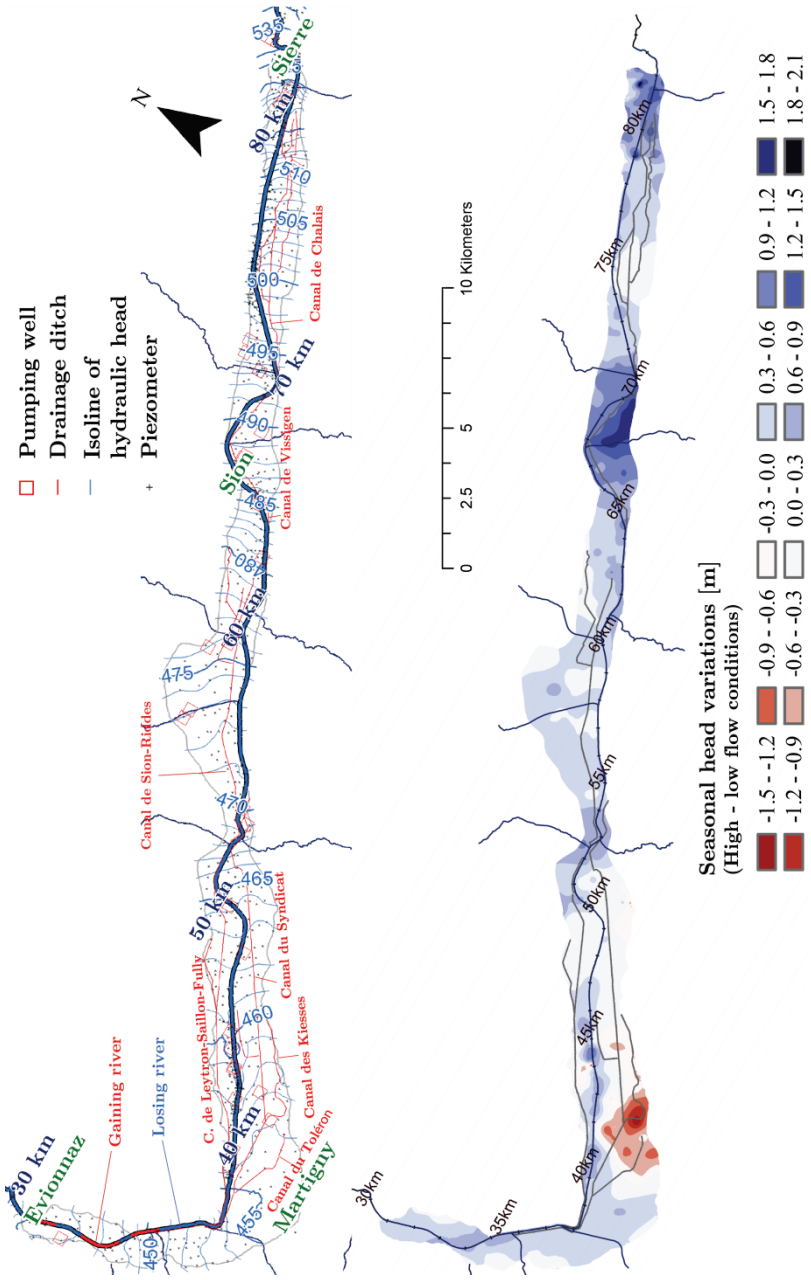 N
Pumping well
Drainage ditch
Isoline of
hydraulic head
Piezometer
30 km
Evionnaz
Gaining river
Losing river
450
455
Martigny
40 km
Canal du Toléron
Canal des Kiesses
C. de Leytron-Saillon-Fully
460
Canal du Syndicat
465
50 km
470
Canal de Sion-Riddes
475
60 km
480
485
Canal de Vissigen
Sion
490
70 km
495
500
Canal de Chalais
505
510
80 km
Sierre
535
0 2.5 5 10 Kilometers
30km
35km
40km
45km
50km
55km
60km
65km
70km
75km
80km
Seasonal head variations [m]
(High - low flow conditions)
-1.5 - -1.2
-0.9 - -0.6
-0.3 - 0.0
0.3 - 0.6
0.9 - 1.2
1.5 - 1.8
-1.2 - -0.9
-0.6 - -0.3
0.0 - 0.3
0.6 - 0.9
1.2 - 1.5
1.8 - 2.1